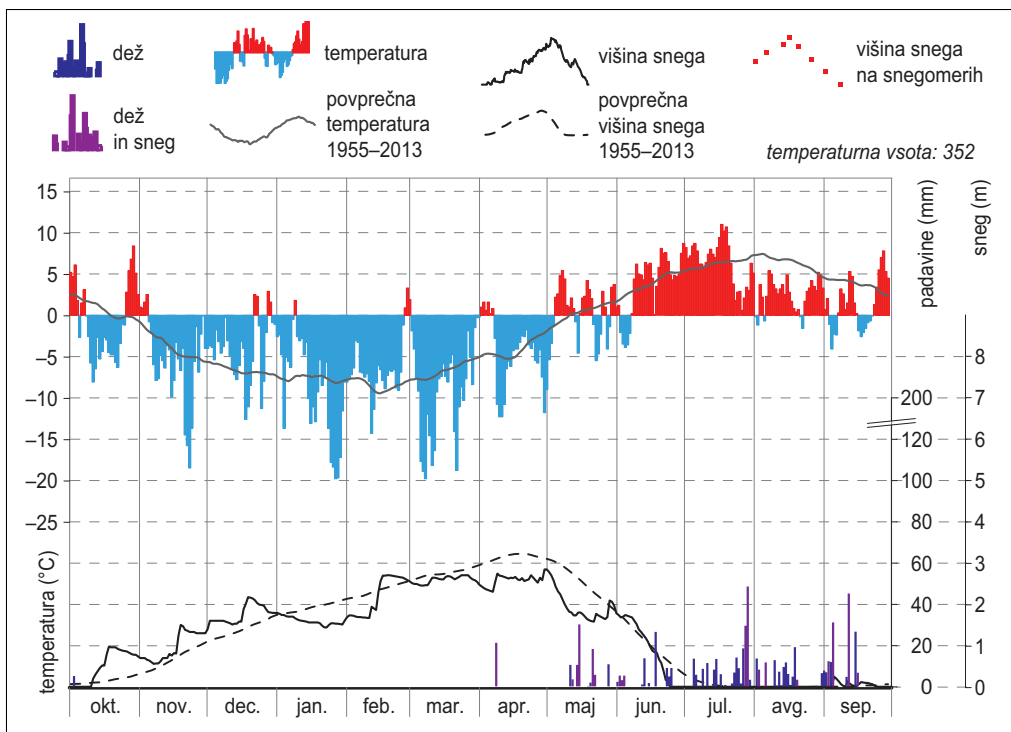 dež
temperatura
višina snega
višina snega
na snegomerih
dež
in sneg
povprečna
temperatura
1955–2013
povprečna
višina snega
1955–2013
temperaturna vsota: 352
15
10
5
0
−5
−10
−15
−20
−25
temperatura (°C)
padavine (mm)
200
120
100
60
40
20
0
sneg (m)
8
7
6
5
3
2
1
0
okt.
nov.
dec.
jan.
feb.
mar.
apr.
maj
jun.
jul.
avg.
sep.